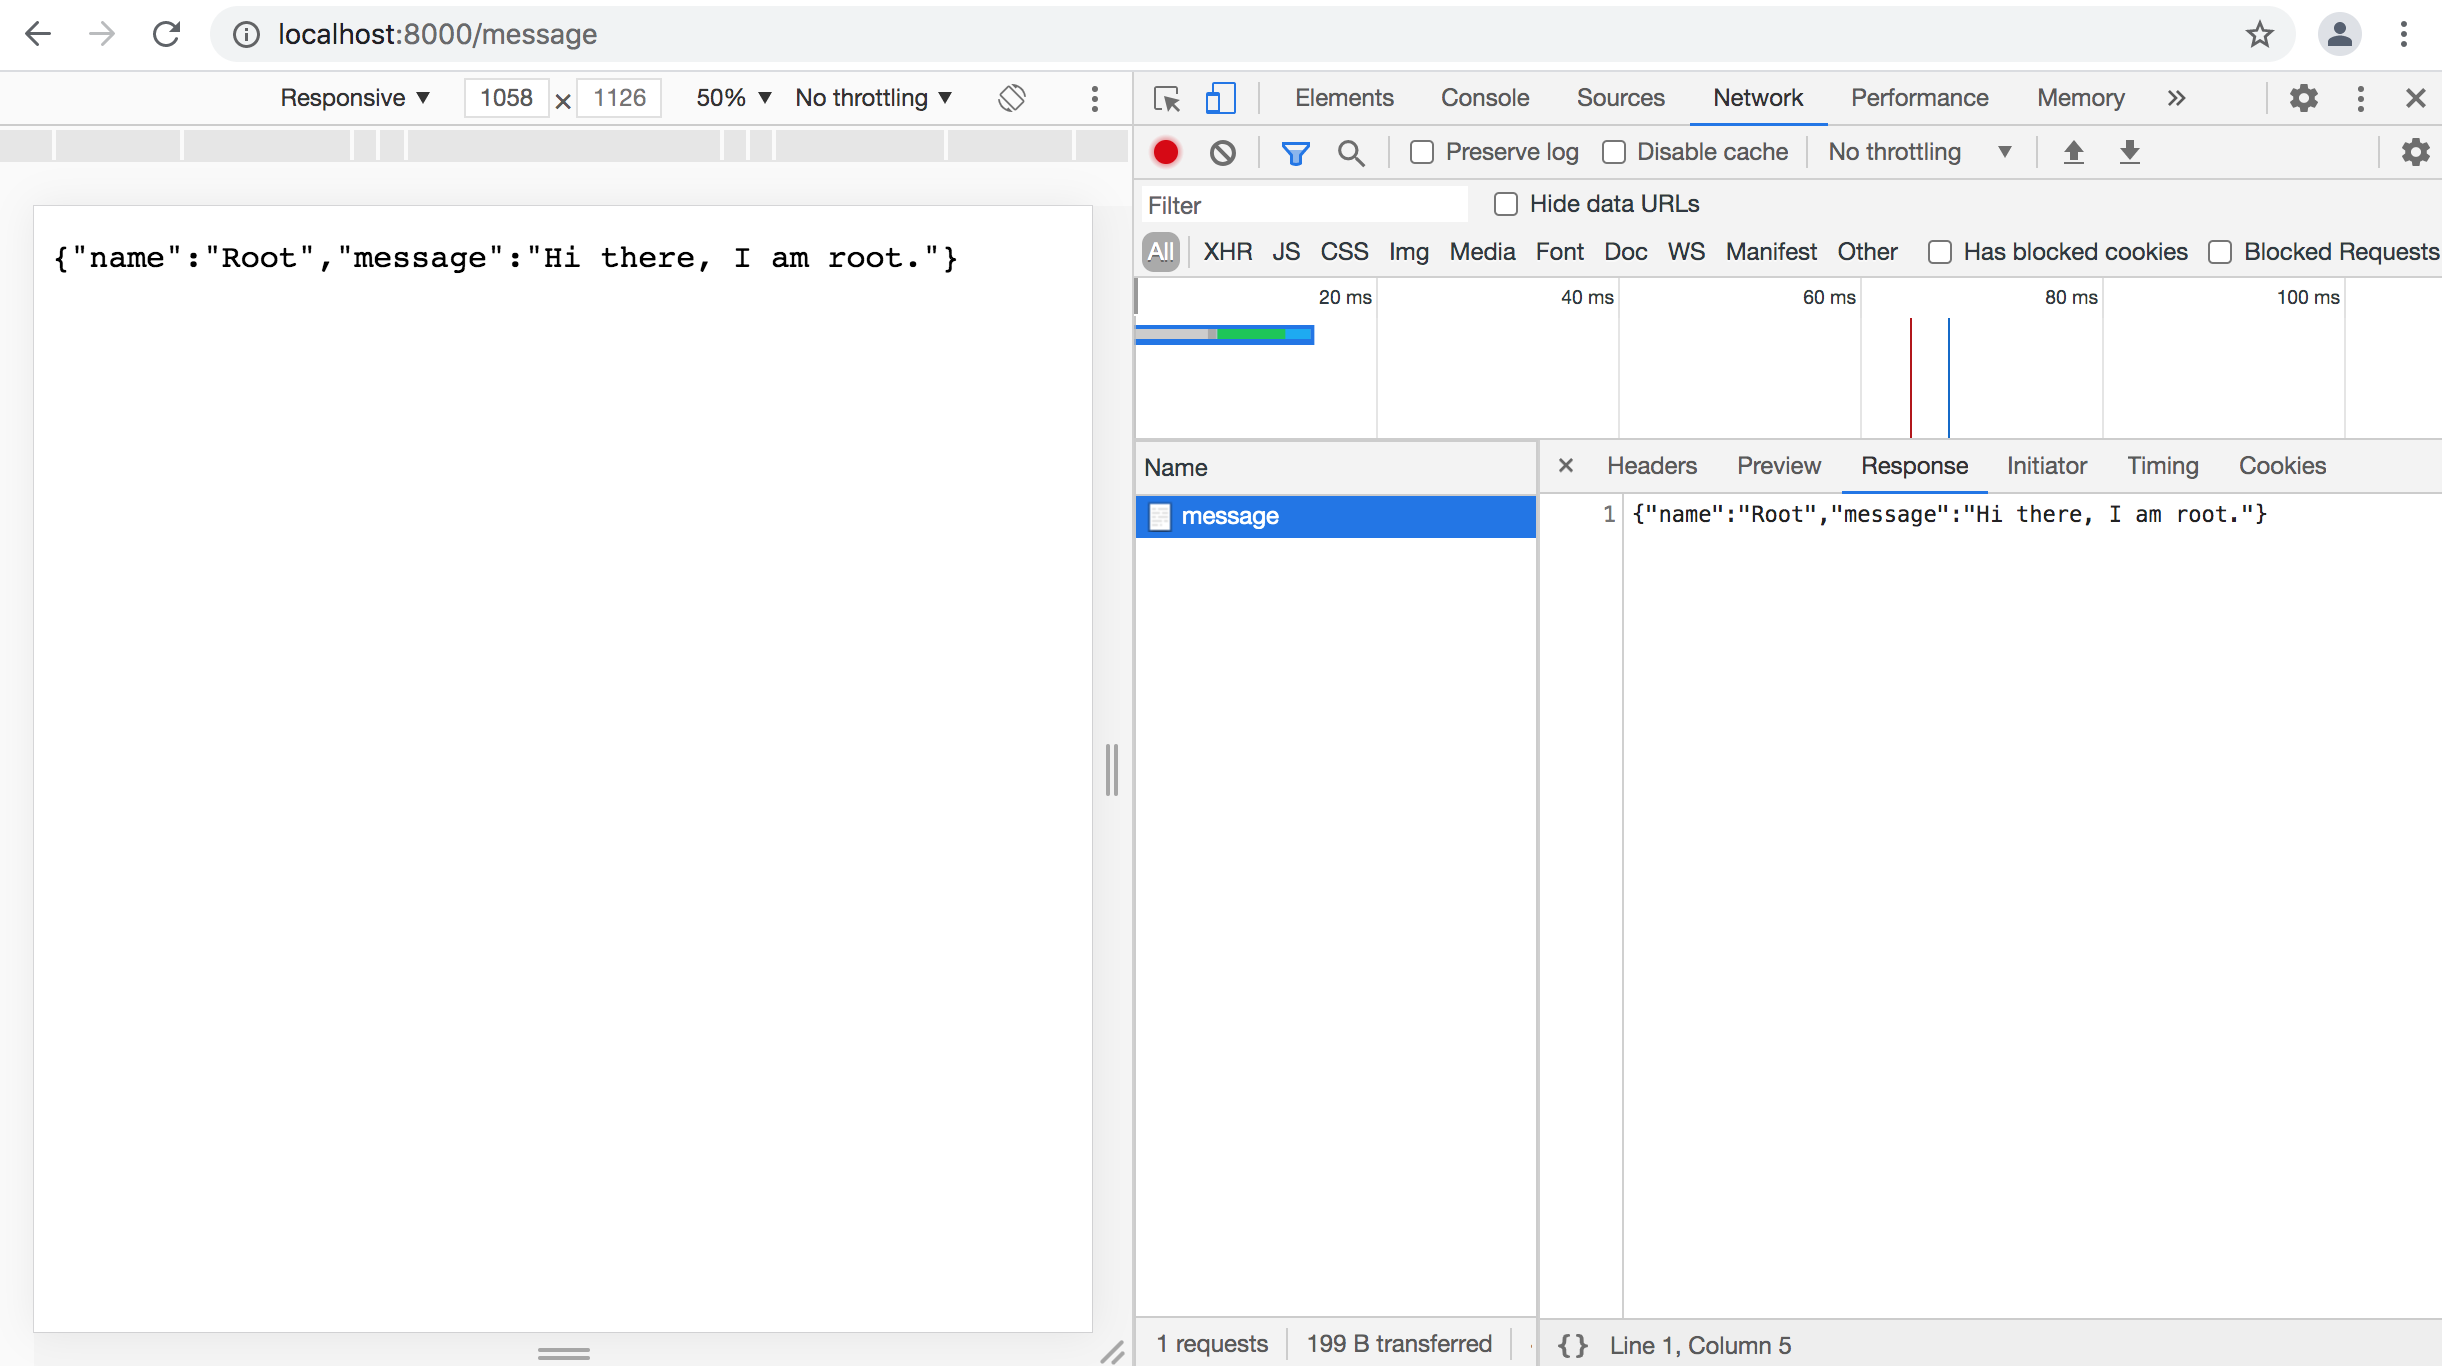 localhost:8000/message
Responsive ▼ 1058 × 1126 50% ▼ No throttling ▼
Elements Console Sources Network Performance Memory »
Preserve log Disable cache No throttling ▼
Filter Hide data URLs
All XHR JS CSS Img Media Font Doc WS Manifest Other Has blocked cookies Blocked Requests
{"name":"Root","message":"Hi there, I am root."}
20 ms 40 ms 60 ms 80 ms 100 ms
Name
message
× Headers Preview Response Initiator Timing Cookies
1 {"name":"Root","message":"Hi there, I am root."}
1 requests 199 B transferred
{} Line 1, Column 5